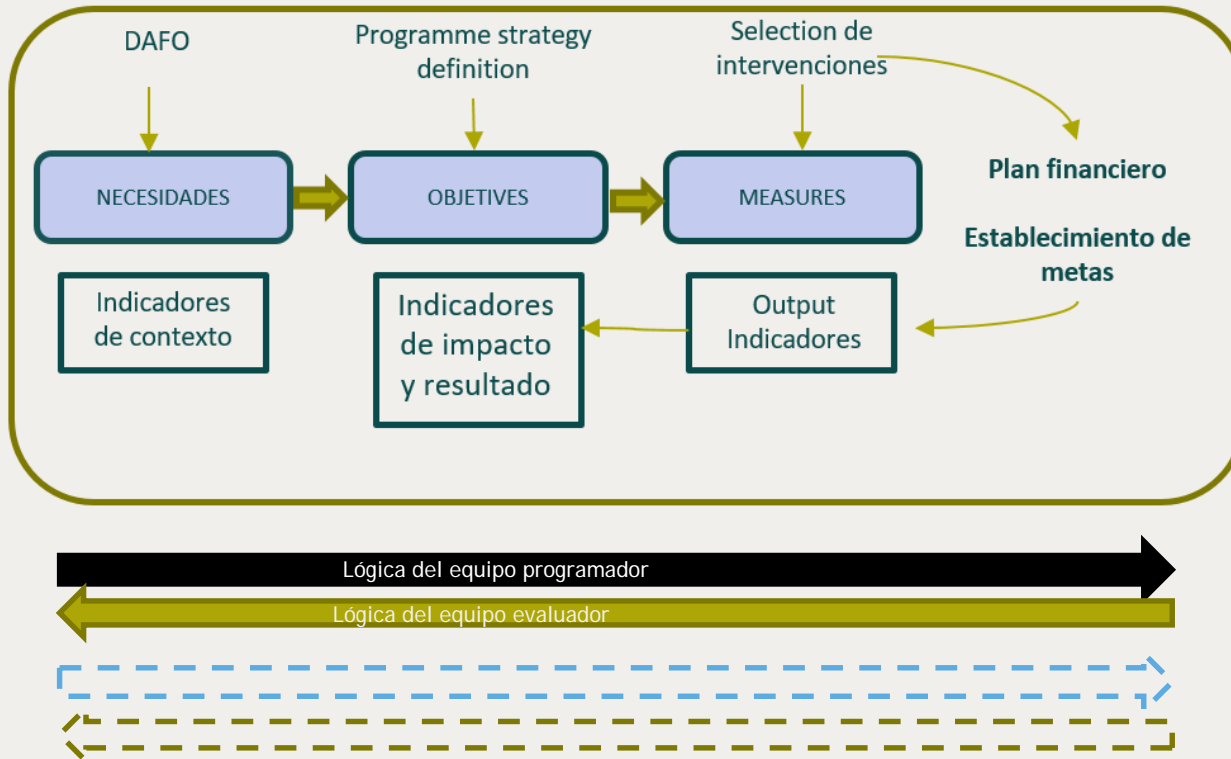 DAFO
Programme strategy
definition
Selection de
intervenciones
NECESIDADES
OBJETIVES
MEASURES
Plan financiero
Establecimiento de
metas
Indicadores
de contexto
Indicadores
de impacto
y resultado
Output
Indicadores
Lógica del equipo programador
Lógica del equipo evaluador